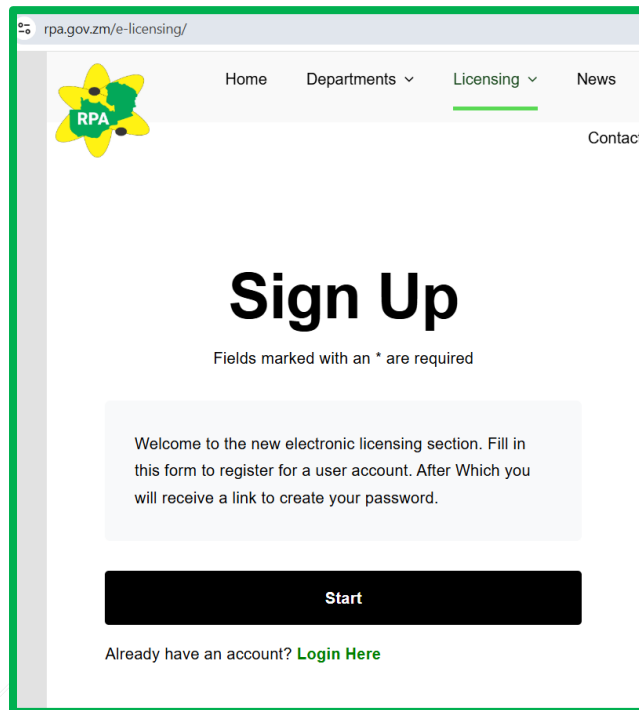 rpa.gov.zm/e-licensing/
Home Departments Licensing News
RPA
Contact
Sign Up
Fields marked with an * are required
Welcome to the new electronic licensing section. Fill in
this form to register for a user account. After Which you
will receive a link to create your password.
Start
Already have an account? Login Here